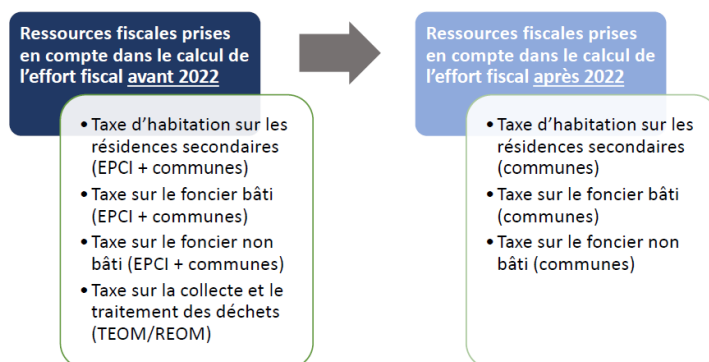 Ressources fiscales prises
en compte dans le calcul de
l'effort fiscal avant 2022
• Taxe d'habitation sur les
résidences secondaires
(EPCI + communes)
• Taxe sur le foncier bâti
(EPCI + communes)
• Taxe sur le foncier non
bâti (EPCI + communes)
• Taxe sur la collecte et le
traitement des déchets
(TEOM/REOM)
Ressources fiscales prises
en compte dans le calcul de
l'effort fiscal après 2022
• Taxe d'habitation sur les
résidences secondaires
(communes)
• Taxe sur le foncier bâti
(communes)
• Taxe sur le foncier non
bâti (communes)